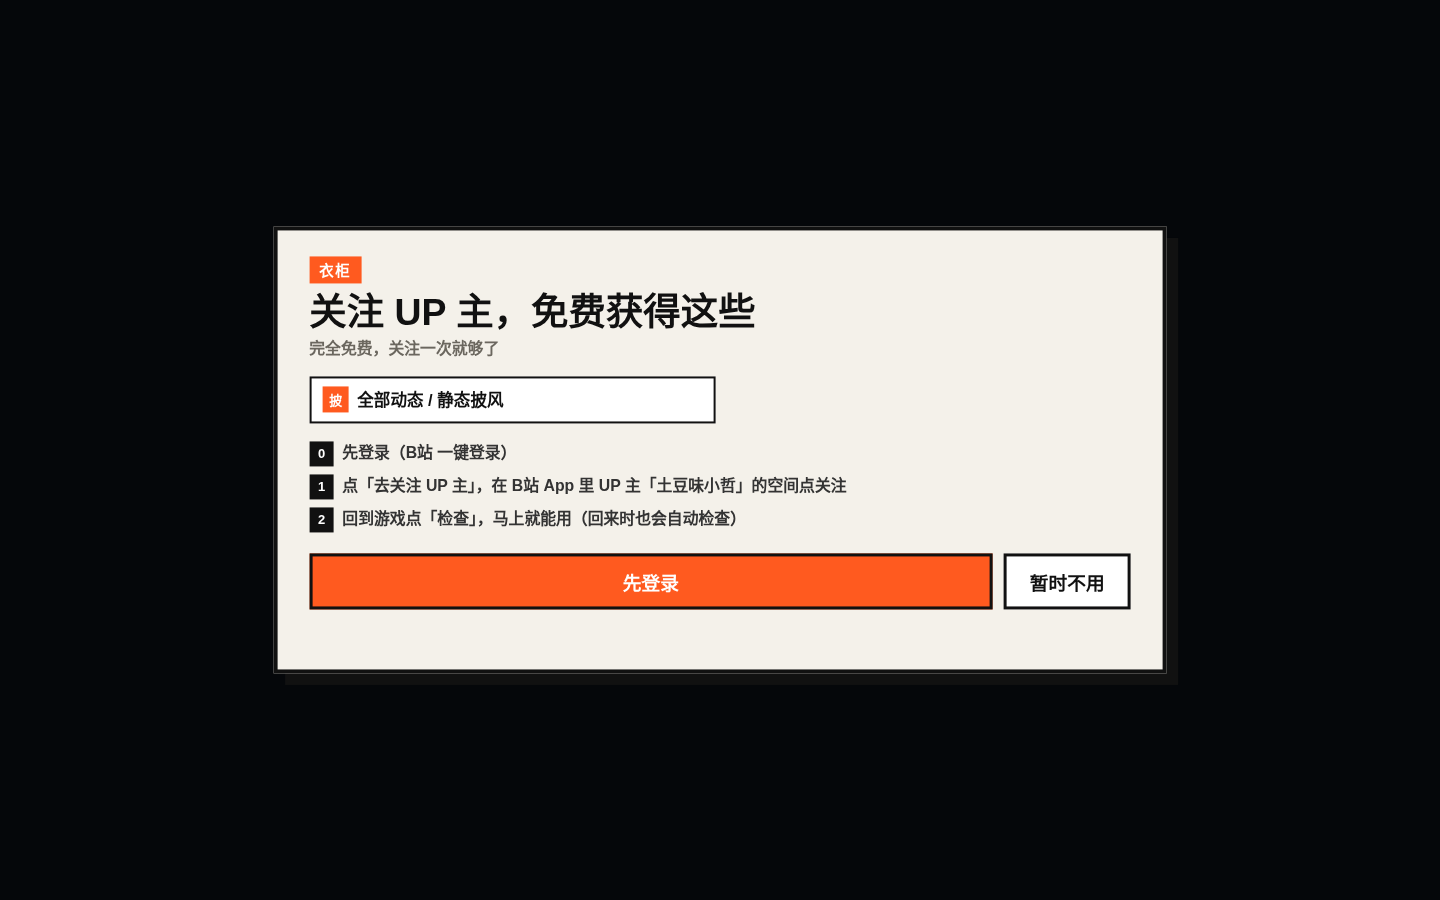 衣柜
关注 UP 主，免费获得这些
完全免费，关注一次就够了
披 全部动态 / 静态披风
0 先登录（B站 一键登录）
1 点「去关注 UP 主」，在 B站 App 里 UP 主「土豆味小哲」的空间点关注
2 回到游戏点「检查」，马上就能用（回来时也会自动检查）
先登录 暂时不用